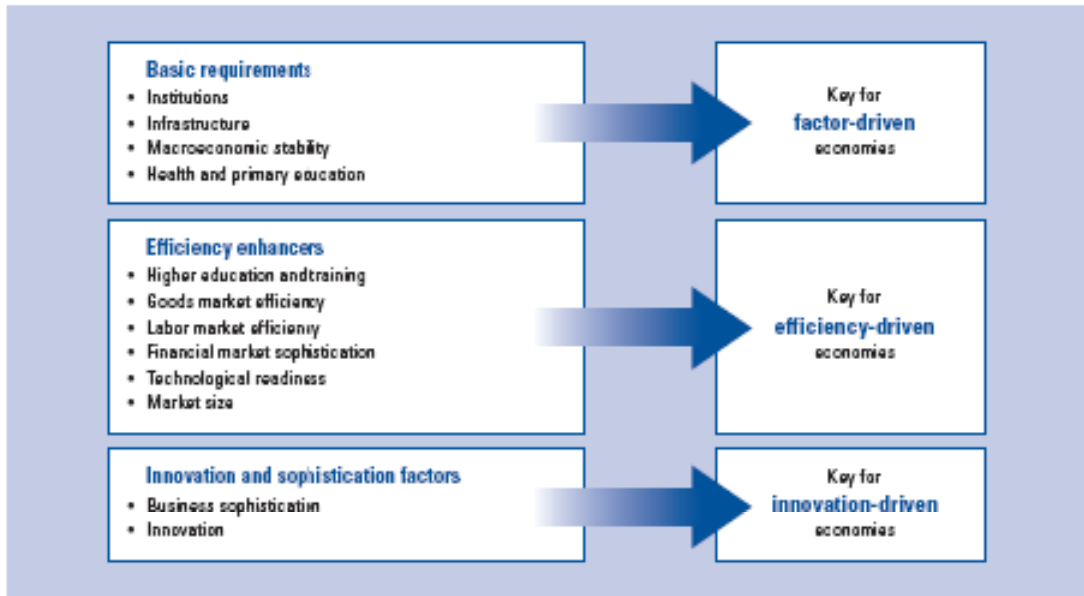 Basic requirements
• Institutions
• Infrastructure
• Macroeconomic stability
• Health and primary education
Key for
factor-driven
economies
Efficiency enhancers
• Higher education and training
• Goods market efficiency
• Labor market efficiency
• Financial market sophistication
• Technological readiness
• Market size
Key for
efficiency-driven
economies
Innovation and sophistication factors
• Business sophistication
• Innovation
Key for
innovation-driven
economies